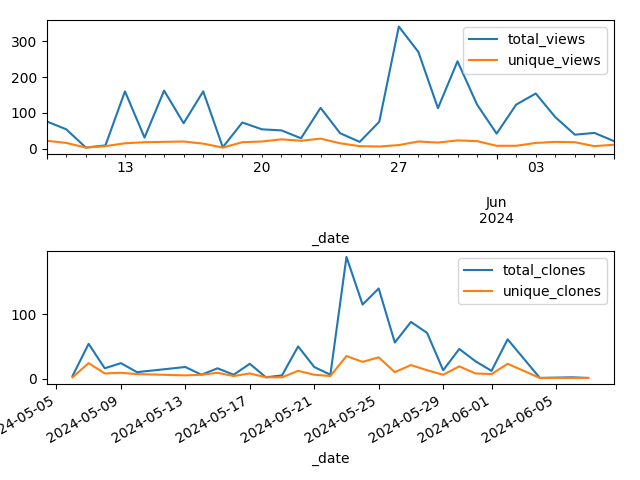 300
200
100
0
total_views
unique_views
13
20
27
03
Jun
2024
_date
100
0
total_clones
unique_clones
24-05-05
2024-05-09
2024-05-13
2024-05-17
2024-05-21
2024-05-25
2024-05-29
2024-06-01
2024-06-05
_date